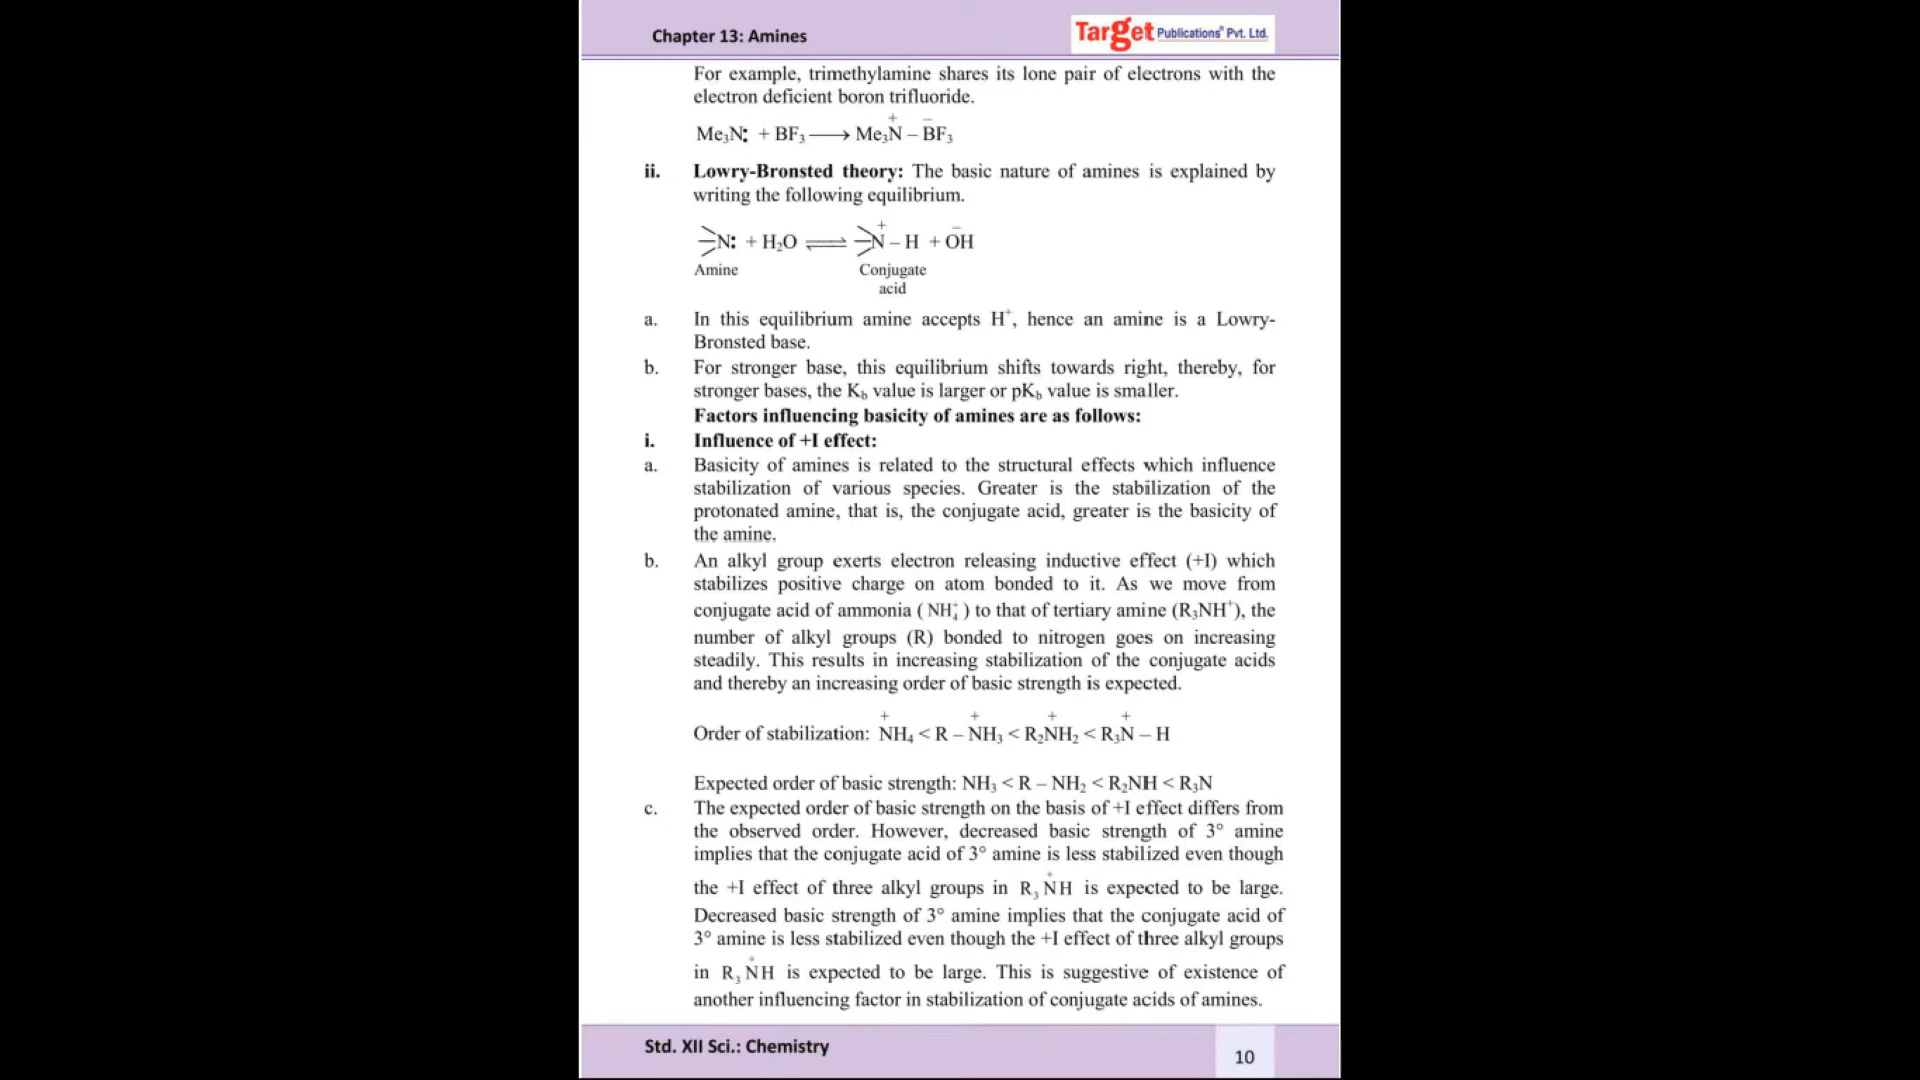 Chapter 13: Amines
Target Publications® Pvt. Ltd.
For example, trimethylamine shares its lone pair of electrons with the
electron deficient boron trifluoride.
Me₃N: + BF₃ ⟶ Me₃N⁺ – B⁻F₃
ii. Lowry-Bronsted theory: The basic nature of amines is explained by
writing the following equilibrium.
N: + H₂O ⇌ N⁺ – H + O⁻H
Amine Conjugate
acid
a. In this equilibrium amine accepts H⁺, hence an amine is a Lowry-
Bronsted base.
b. For stronger base, this equilibrium shifts towards right, thereby, for
stronger bases, the K_b value is larger or pK_b value is smaller.
Factors influencing basicity of amines are as follows:
i. Influence of +I effect:
a. Basicity of amines is related to the structural effects which influence
stabilization of various species. Greater is the stabilization of the
protonated amine, that is, the conjugate acid, greater is the basicity of
the amine.
b. An alkyl group exerts electron releasing inductive effect (+I) which
stabilizes positive charge on atom bonded to it. As we move from
conjugate acid of ammonia (NH₄⁺) to that of tertiary amine (R₃NH⁺), the
number of alkyl groups (R) bonded to nitrogen goes on increasing
steadily. This results in increasing stabilization of the conjugate acids
and thereby an increasing order of basic strength is expected.
Order of stabilization: N⁺H₄ < R – N⁺H₃ < R₂N⁺H₂ < R₃N⁺ – H
Expected order of basic strength: NH₃ < R – NH₂ < R₂NH < R₃N
c. The expected order of basic strength on the basis of +I effect differs from
the observed order. However, decreased basic strength of 3° amine
implies that the conjugate acid of 3° amine is less stabilized even though
the +I effect of three alkyl groups in R₃N⁺H is expected to be large.
Decreased basic strength of 3° amine implies that the conjugate acid of
3° amine is less stabilized even though the +I effect of three alkyl groups
in R₃N⁺H is expected to be large. This is suggestive of existence of
another influencing factor in stabilization of conjugate acids of amines.
Std. XII Sci.: Chemistry
10